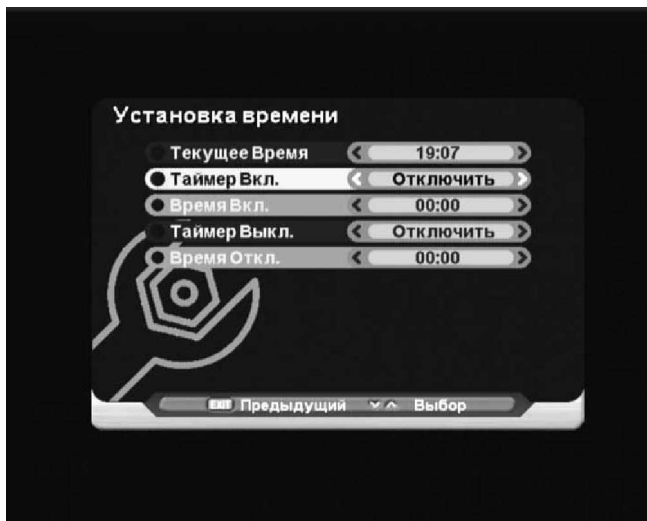 Установка времени
Текущее Время 19:07
Таймер Вкл. Отключить
Время Вкл. 00:00
Таймер Выкл. Отключить
Время Откл. 00:00
EXIT Предыдущий Выбор